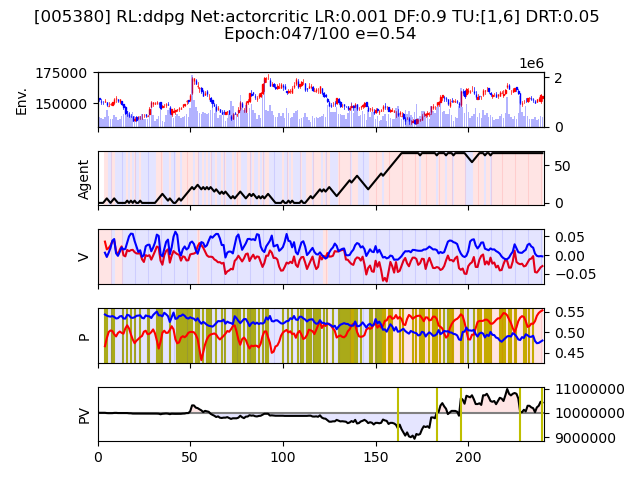 [005380] RL:ddpg Net:actorcritic LR:0.001 DF:0.9 TU:[1,6] DRT:0.05
Epoch:047/100 e=0.54
1e6
Env.
175000
150000
2
0
Agent
50
0
V
0.05
0.00
−0.05
P
0.55
0.50
0.45
PV
11000000
10000000
9000000
0
50
100
150
200